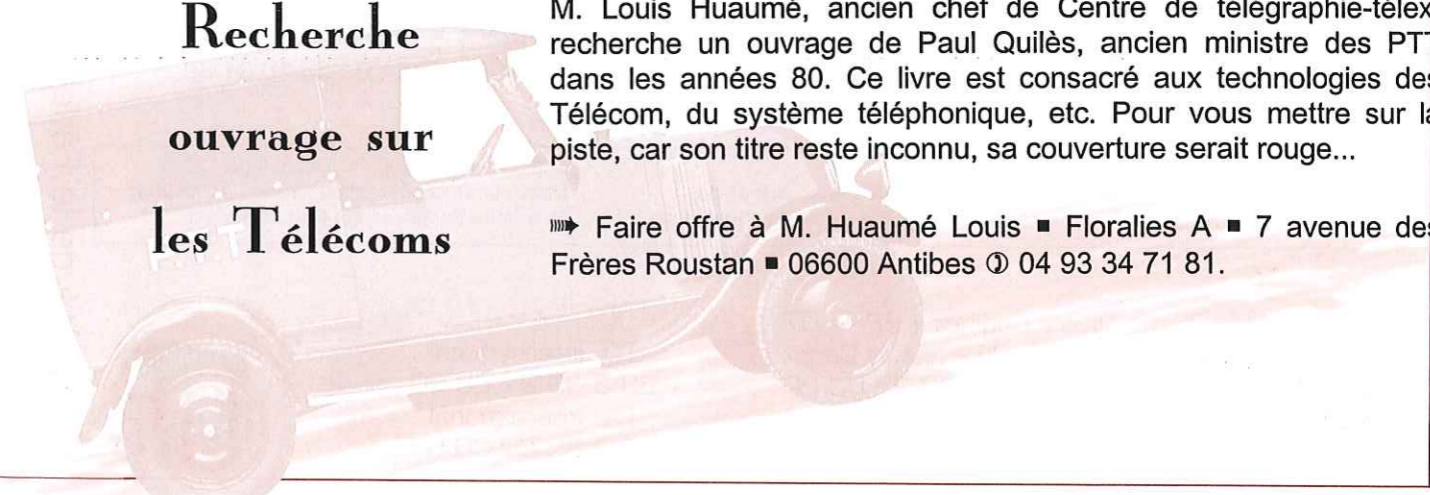 Recherche
ouvrage sur
les Télécoms
M. Louis Huaumé, ancien chef de Centre de télégraphie-télex
recherche un ouvrage de Paul Quilès, ancien ministre des PTT
dans les années 80. Ce livre est consacré aux technologies des
Télécom, du système téléphonique, etc. Pour vous mettre sur la
piste, car son titre reste inconnu, sa couverture serait rouge...
➠ Faire offre à M. Huaumé Louis ■ Floralies A ■ 7 avenue des
Frères Roustan ■ 06600 Antibes ✆ 04 93 34 71 81.